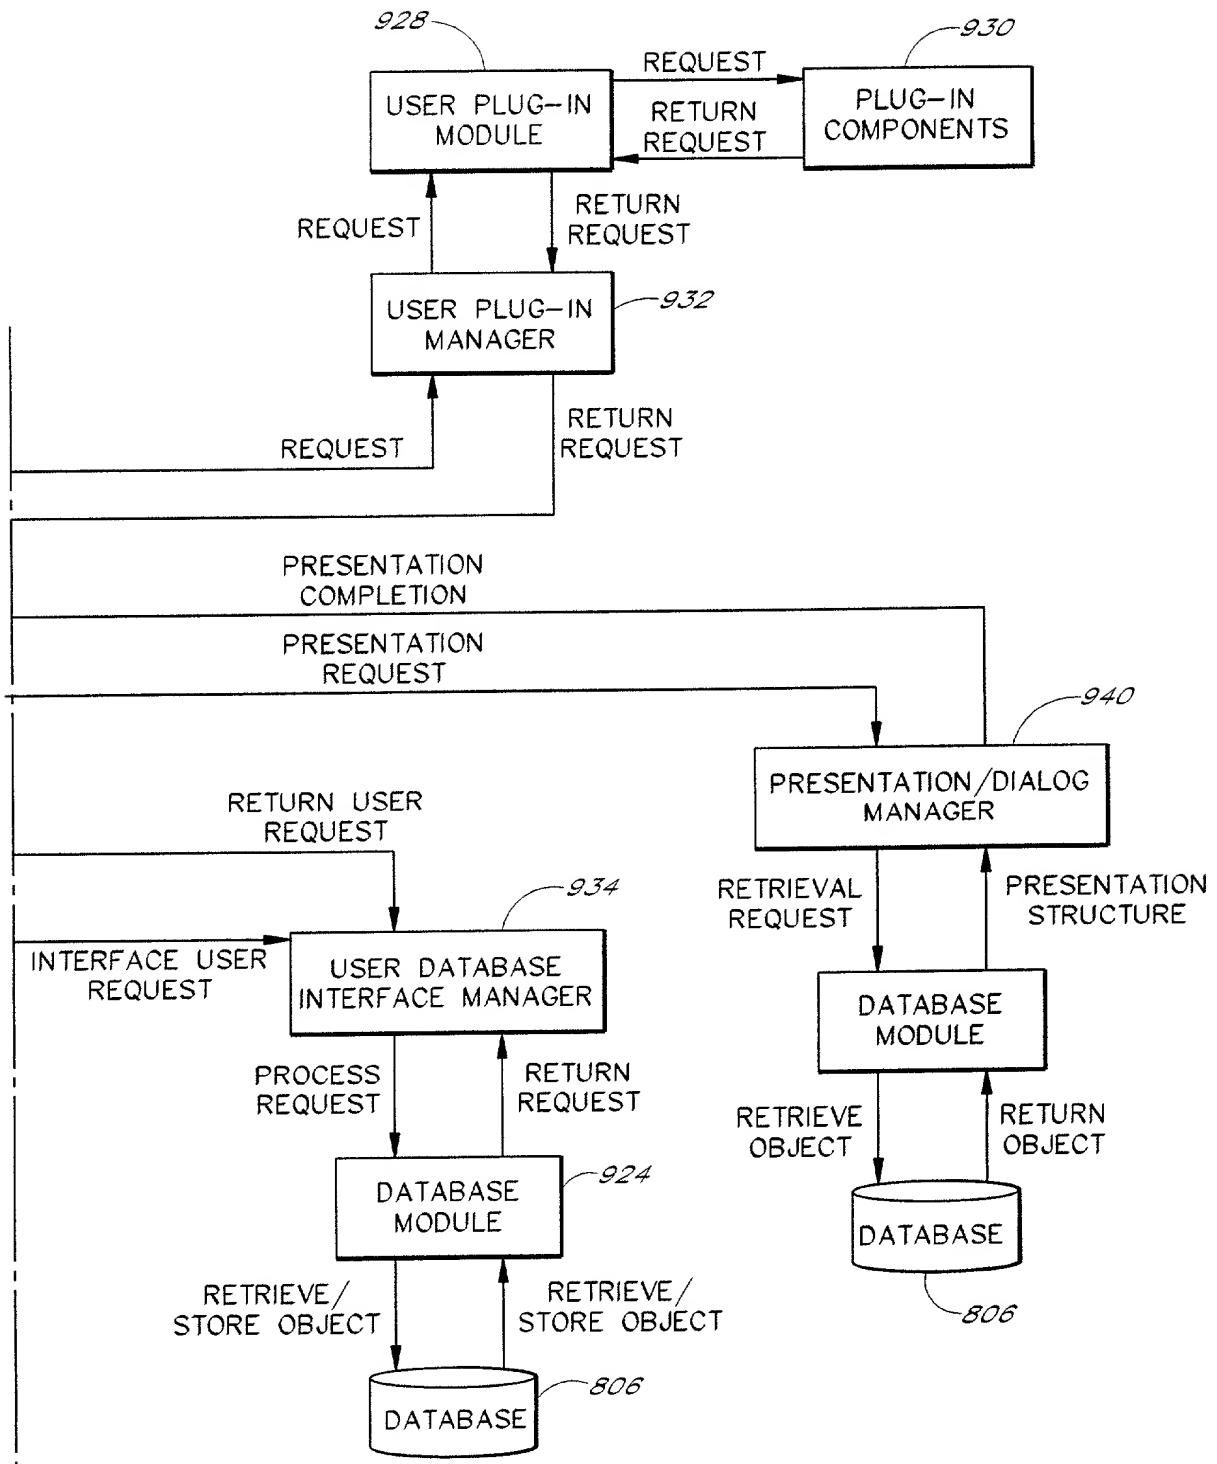 928
930
REQUEST
USER PLUG-IN
MODULE
PLUG-IN
COMPONENTS
RETURN
REQUEST
REQUEST
RETURN
REQUEST
932
USER PLUG-IN
MANAGER
REQUEST
RETURN
REQUEST
PRESENTATION
COMPLETION
PRESENTATION
REQUEST
940
PRESENTATION/DIALOG
MANAGER
RETURN USER
REQUEST
934
RETRIEVAL
REQUEST
PRESENTATION
STRUCTURE
INTERFACE USER
REQUEST
USER DATABASE
INTERFACE MANAGER
DATABASE
MODULE
PROCESS
REQUEST
RETURN
REQUEST
RETRIEVE
OBJECT
RETURN
OBJECT
924
DATABASE
MODULE
DATABASE
806
RETRIEVE/
STORE OBJECT
RETRIEVE/
STORE OBJECT
806
DATABASE